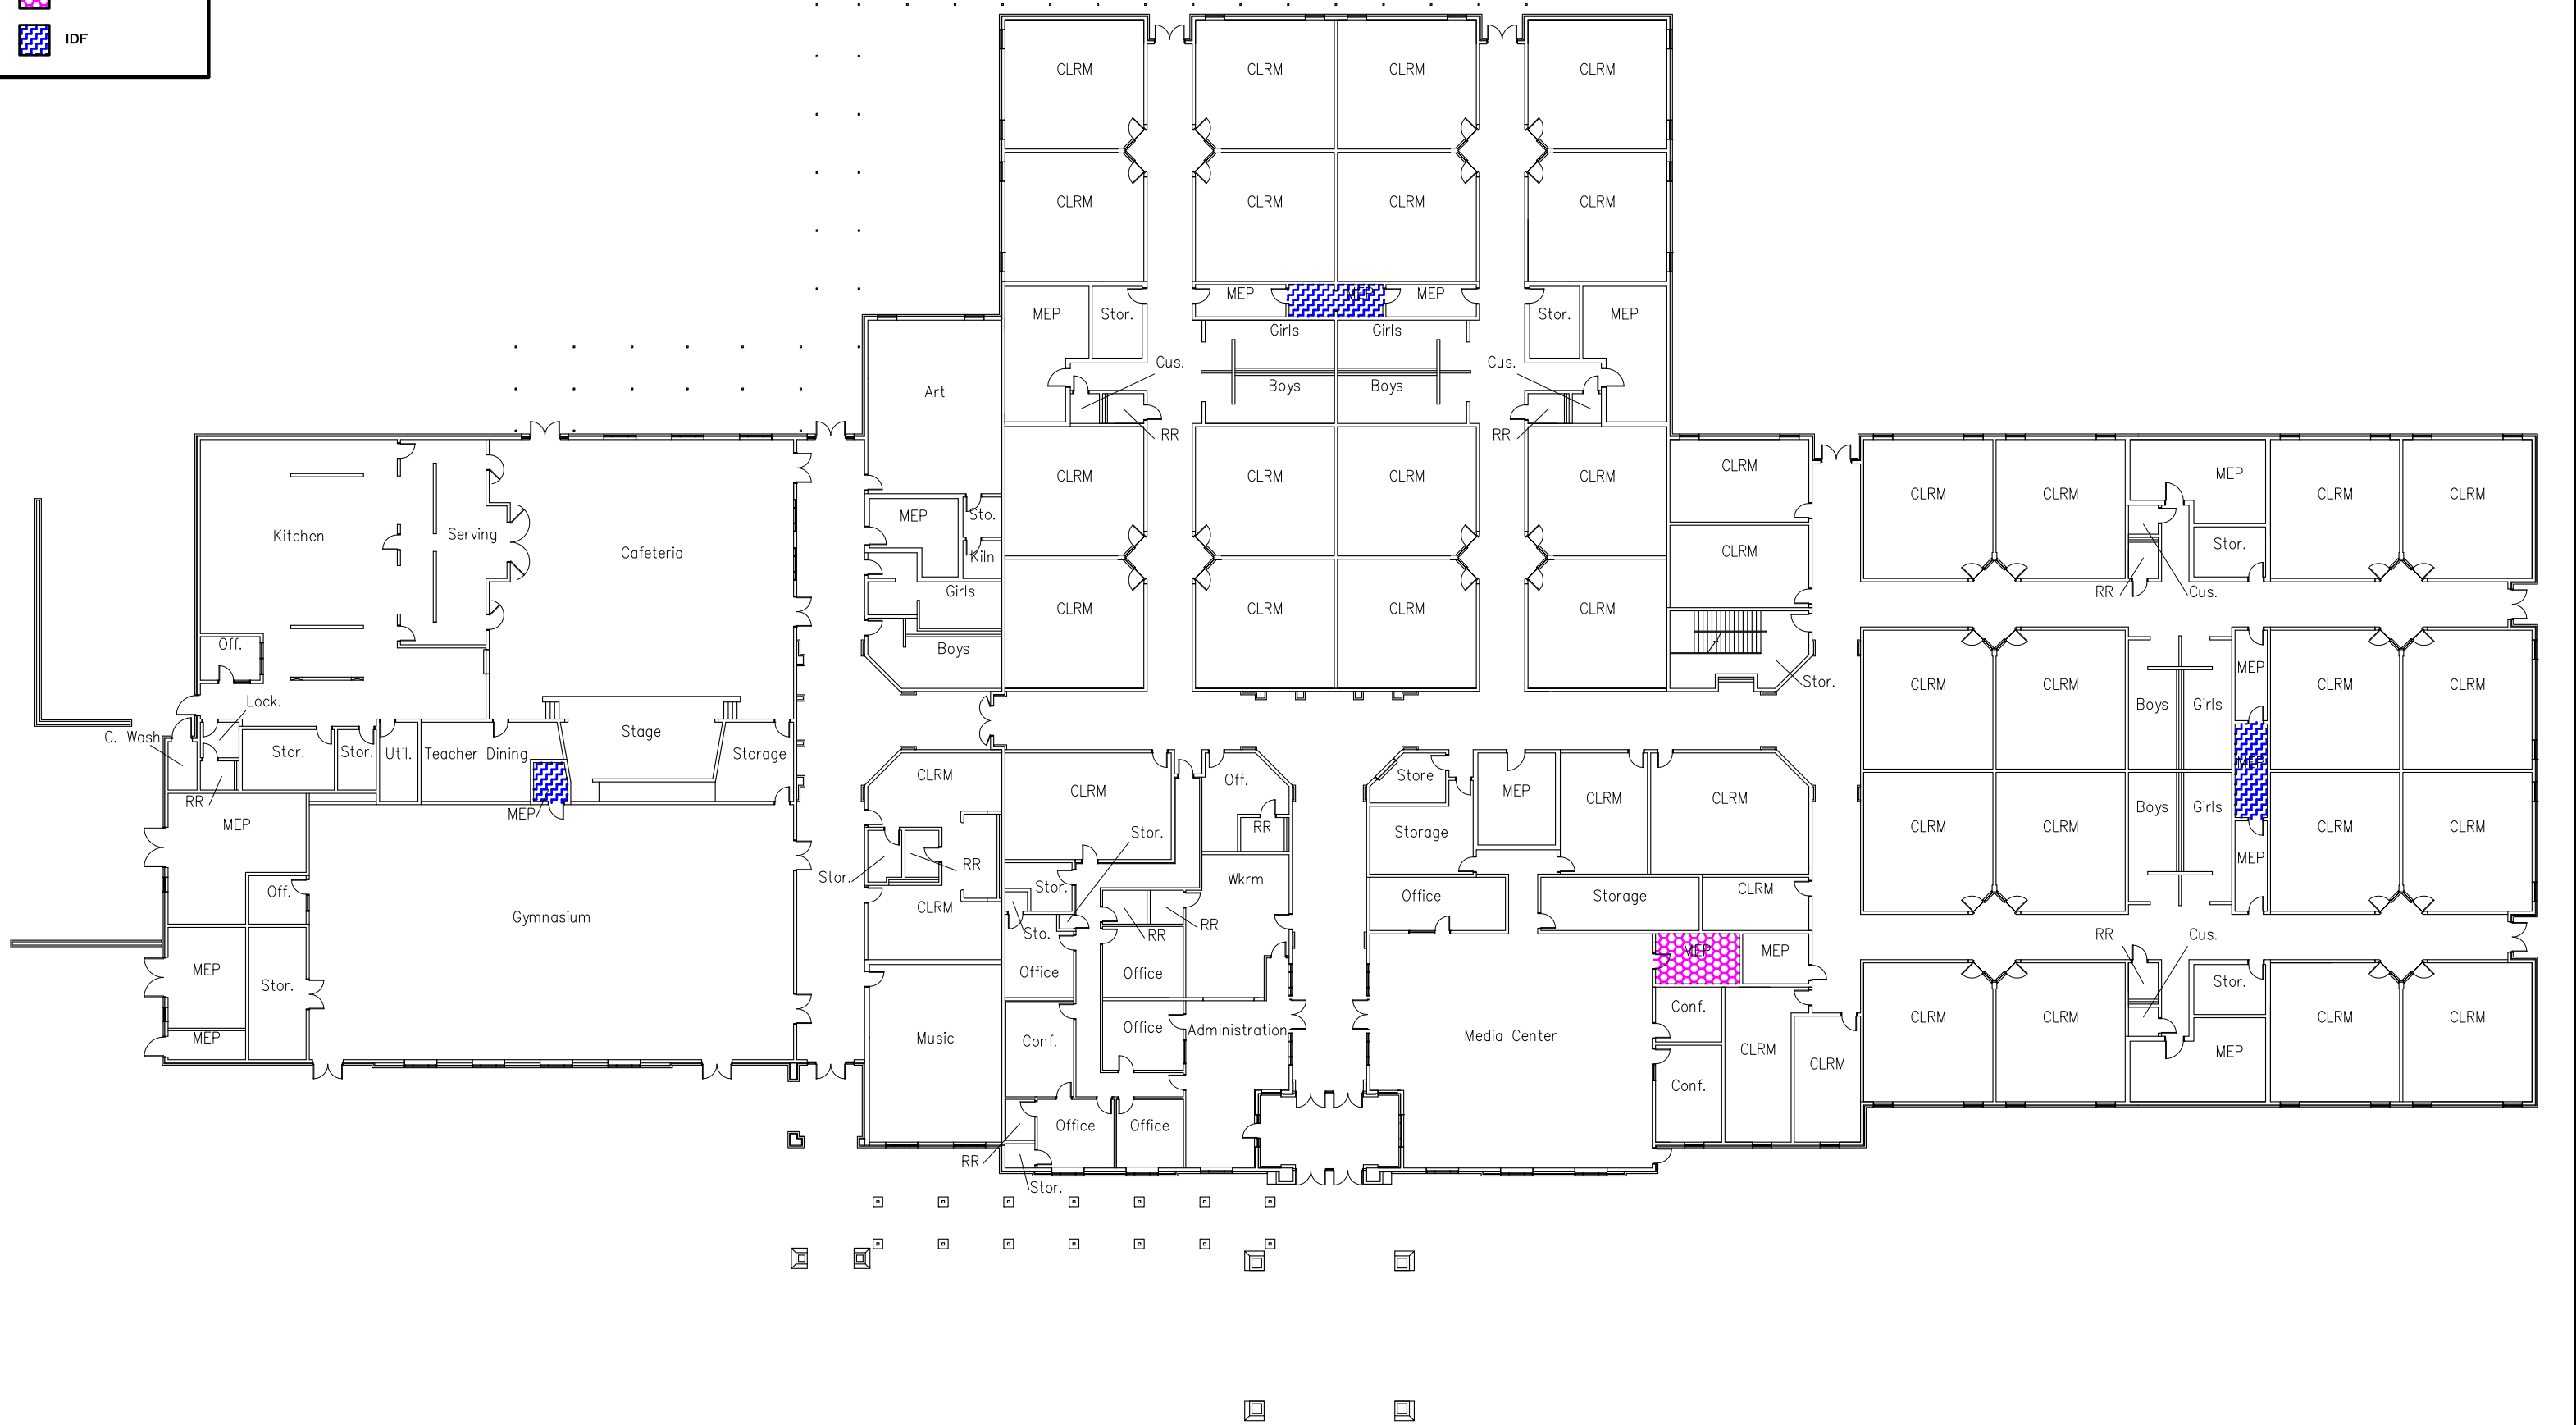 IDF
CLRM CLRM CLRM CLRM
CLRM CLRM CLRM CLRM
MEP Stor. MEP MEP MEP Stor. MEP
Girls Girls
Cus. Cus.
Art Boys Boys
RR RR
CLRM CLRM CLRM CLRM CLRM
MEP CLRM CLRM MEP CLRM CLRM
MEP Sto.
Kitchen Serving Cafeteria Kiln CLRM Stor.
Girls CLRM CLRM CLRM CLRM RR Cus.
Off. Boys
MEP
Lock. Stor. CLRM CLRM Boys Girls CLRM CLRM
C. Wash Stor. Stor. Util. Teacher Dining Stage Storage
MEP
RR MEP CLRM CLRM Off. Store MEP CLRM CLRM Boys Girls
MEP Stor. RR Storage CLRM CLRM CLRM CLRM
Stor. RR MEP
Off. Stor. Wkrm Office Storage CLRM
Gymnasium CLRM Sto. RR RR RR Cus.
MEP Office Office MEP MEP
Stor. Stor.
MEP Music Conf. Office Administration Media Center Conf. CLRM CLRM CLRM CLRM CLRM CLRM
MEP
Office Office Conf.
RR
Stor.